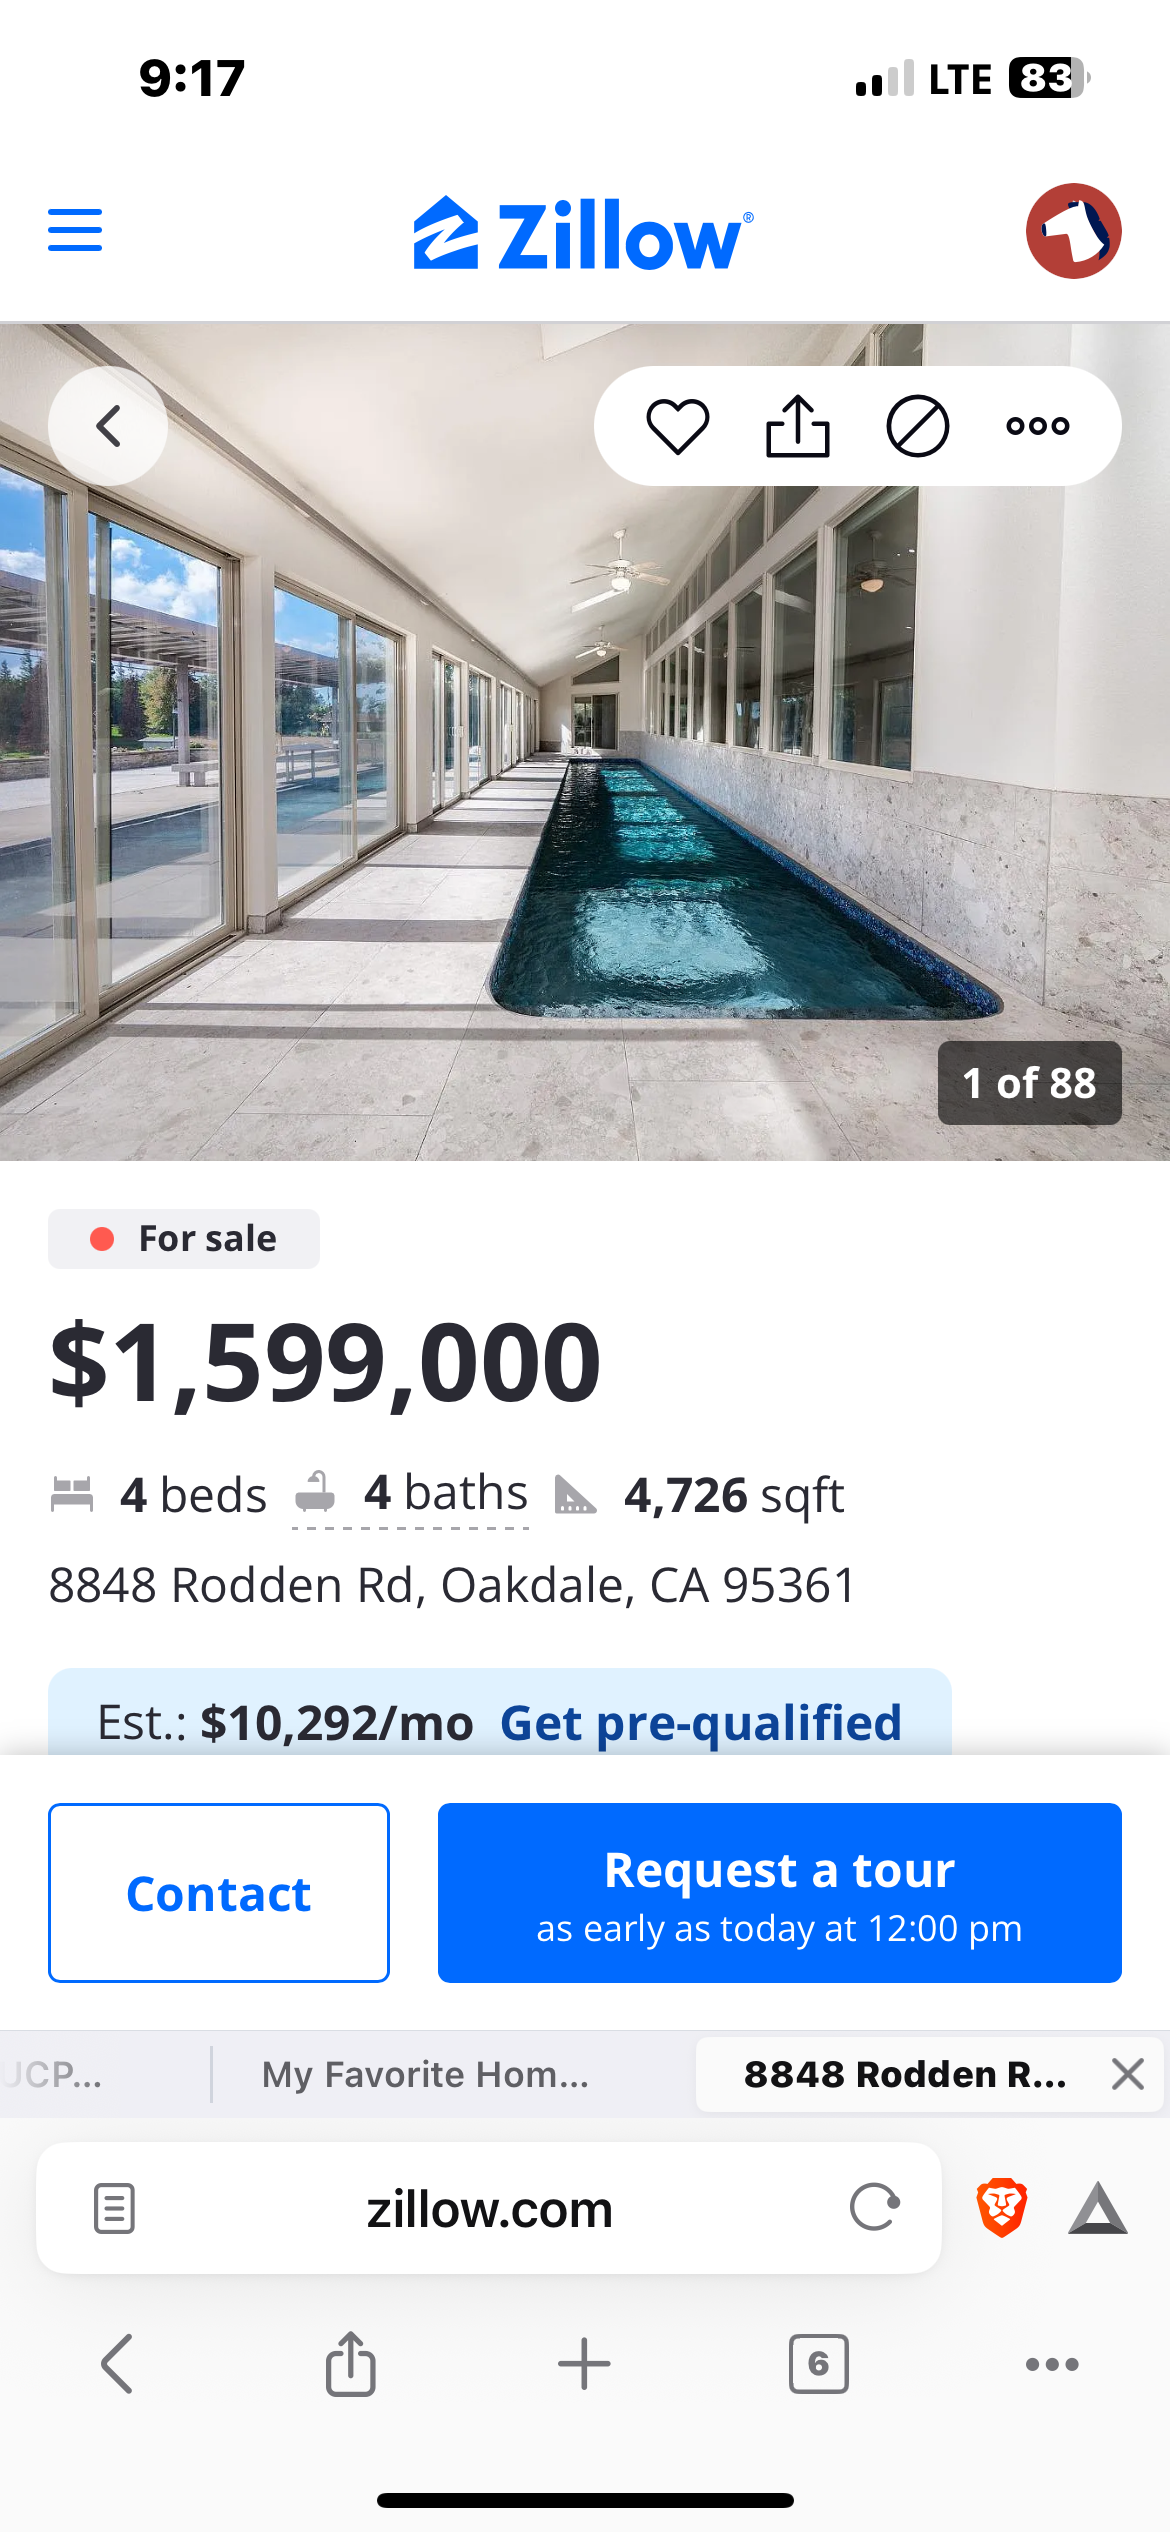 9:17
LTE 83
Zillow®
1 of 88
For sale
$1,599,000
4 beds 4 baths 4,726 sqft
8848 Rodden Rd, Oakdale, CA 95361
Est.: $10,292/mo Get pre-qualified
Contact
Request a tour
as early as today at 12:00 pm
UCP... My Favorite Hom... 8848 Rodden R...
zillow.com
6